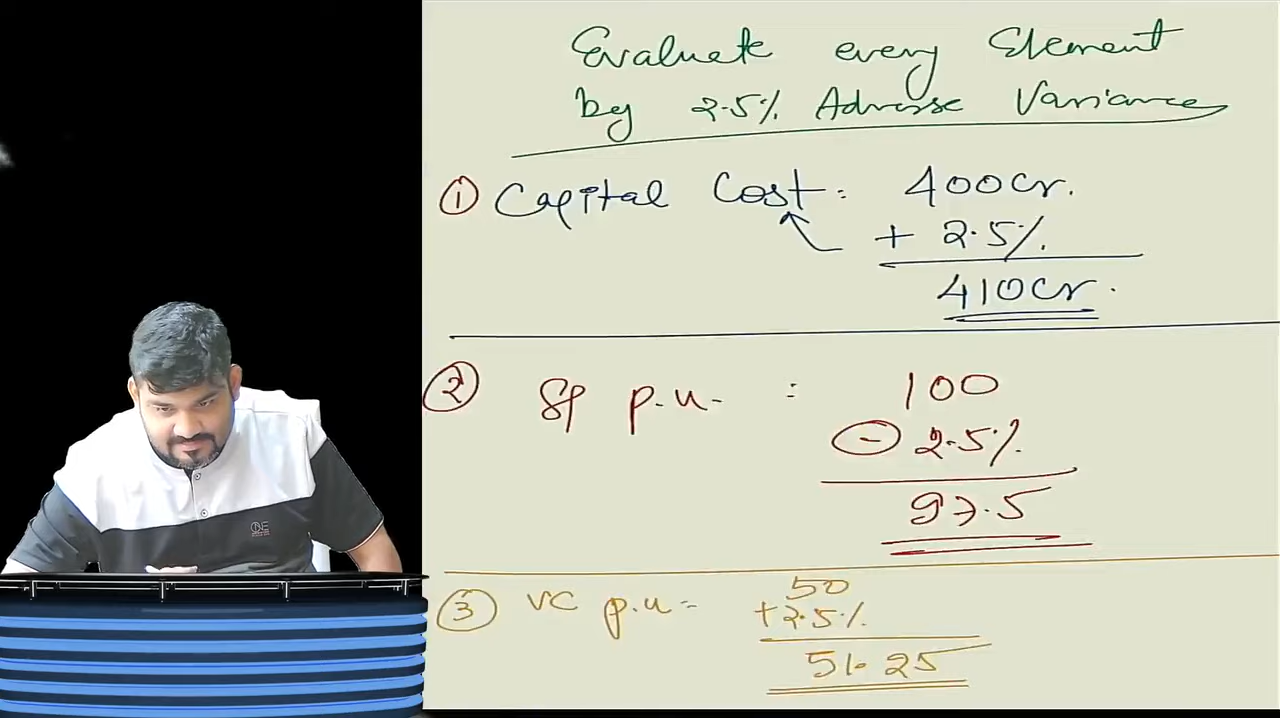 Evaluate every Element
by 2.5% Adverse Variance
① Capital Cost : 400cr.
+ 2.5%
410cr.
② SP p.u. : 100
- 2.5%
97.5
③ VC p.u = 50
+2.5%
51.25